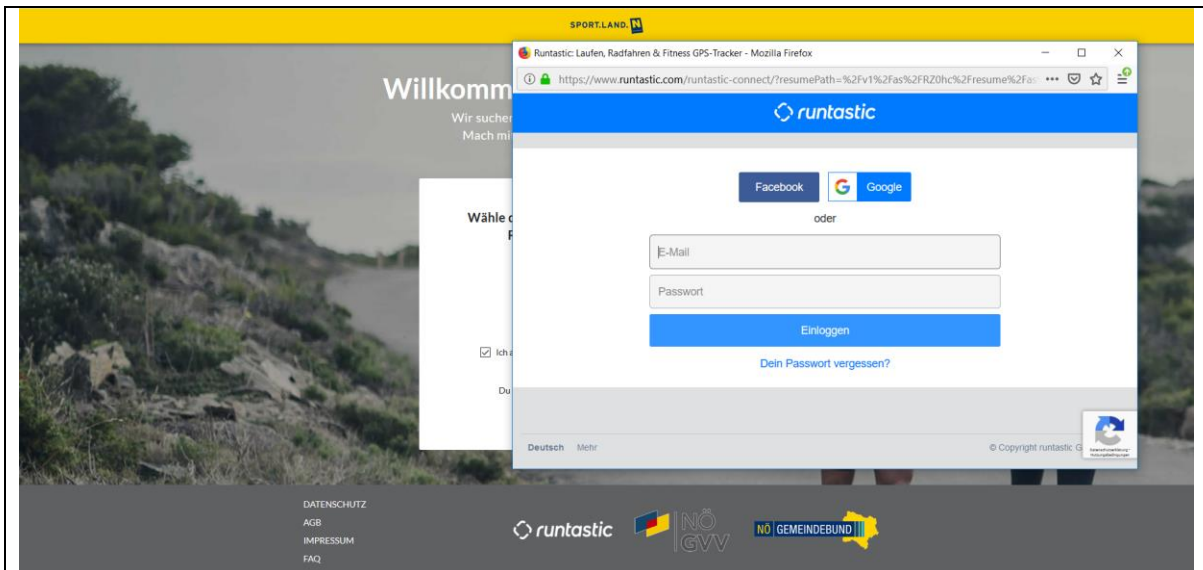 SPORT.LAND.N
Willkomm
Wir suchen
Mach mi
Wähle d
Ich a
Du
Runtastic: Laufen, Radfahren & Fitness GPS-Tracker - Mozilla Firefox
https://www.runtastic.com/runtastic-connect/?resumePath=%2Fv1%2Fas%2FRZ0hc%2Fresume%2Fas
runtastic
Facebook
Google
oder
E-Mail
Passwort
Einloggen
Dein Passwort vergessen?
Deutsch Mehr
© Copyright runtastic G
DATENSCHUTZ
AGB
IMPRESSUM
FAQ
runtastic
NÖ
GVV
NÖ GEMEINDEBUND